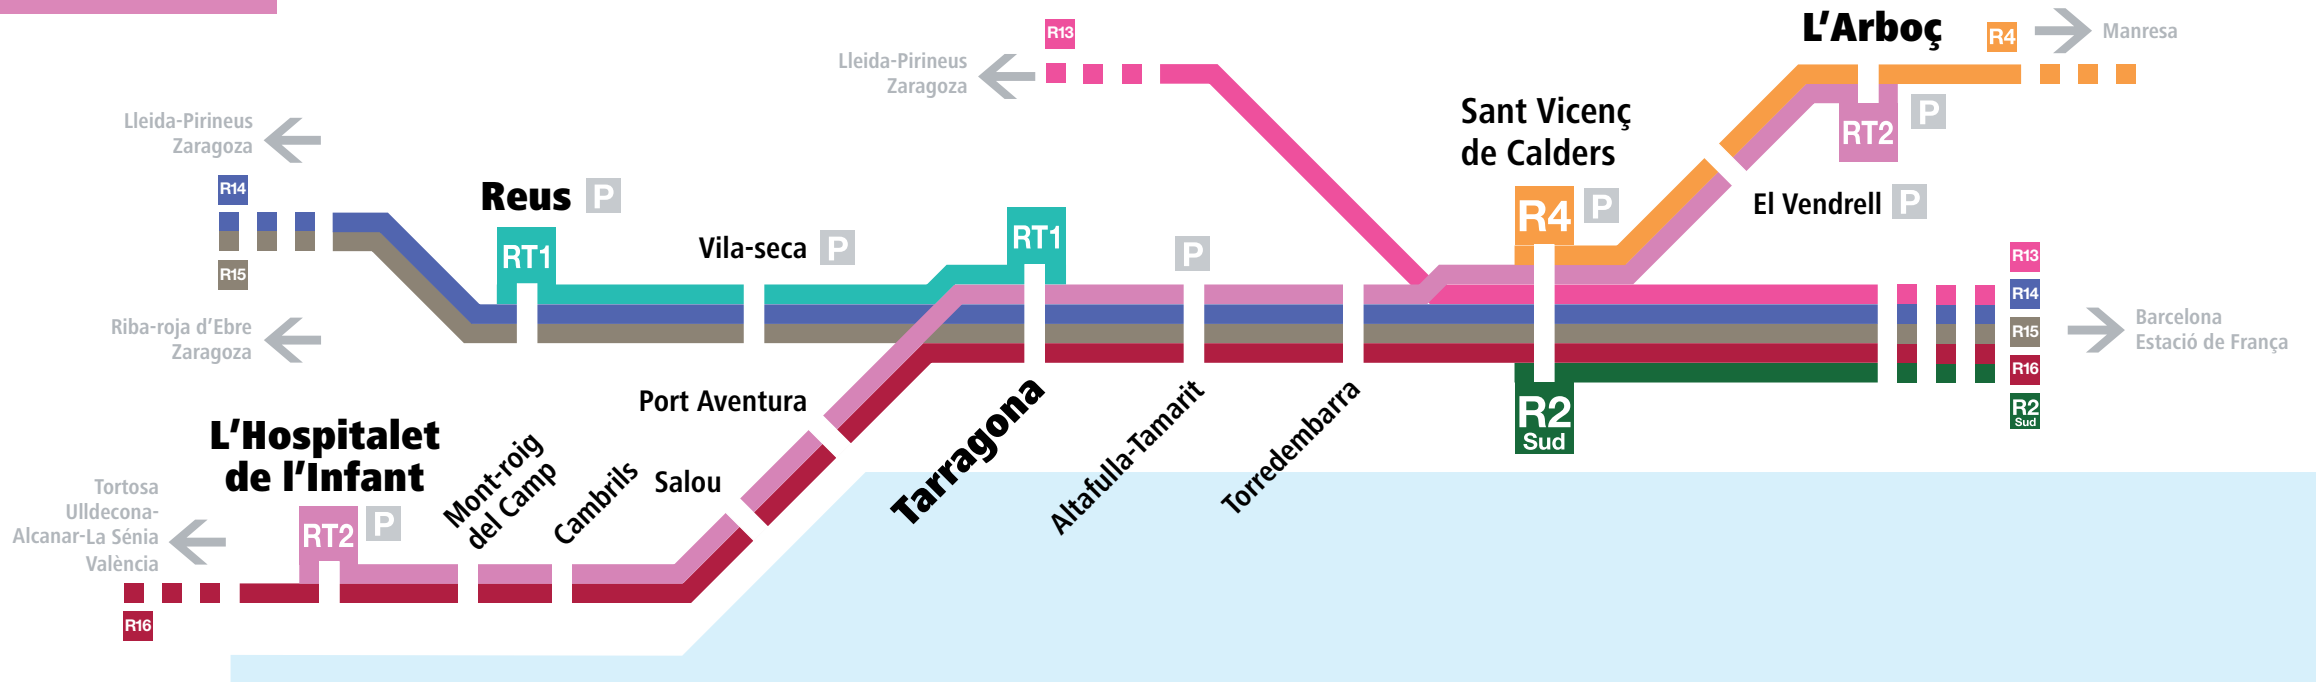 R13
Lleida-Pirineus
Zaragoza
L'Arboç
R4
Manresa
Lleida-Pirineus
Zaragoza
Sant Vicenç
de Calders
P
RT2
R14
Reus P
R4
P
El Vendrell P
RT1
Vila-seca P
RT1
P
R13
R15
R14
Riba-roja d'Ebre
Zaragoza
R15
Barcelona
Estació de França
R16
R2
Sud
Port Aventura
R2
Sud
L'Hospitalet
de l'Infant
Mont-roig
del Camp
Cambrils
Salou
Tarragona
Altafulla-Tamarit
Torredembarra
Tortosa
Ulldecona-
Alcanar-La Sénia
València
RT2
P
R16